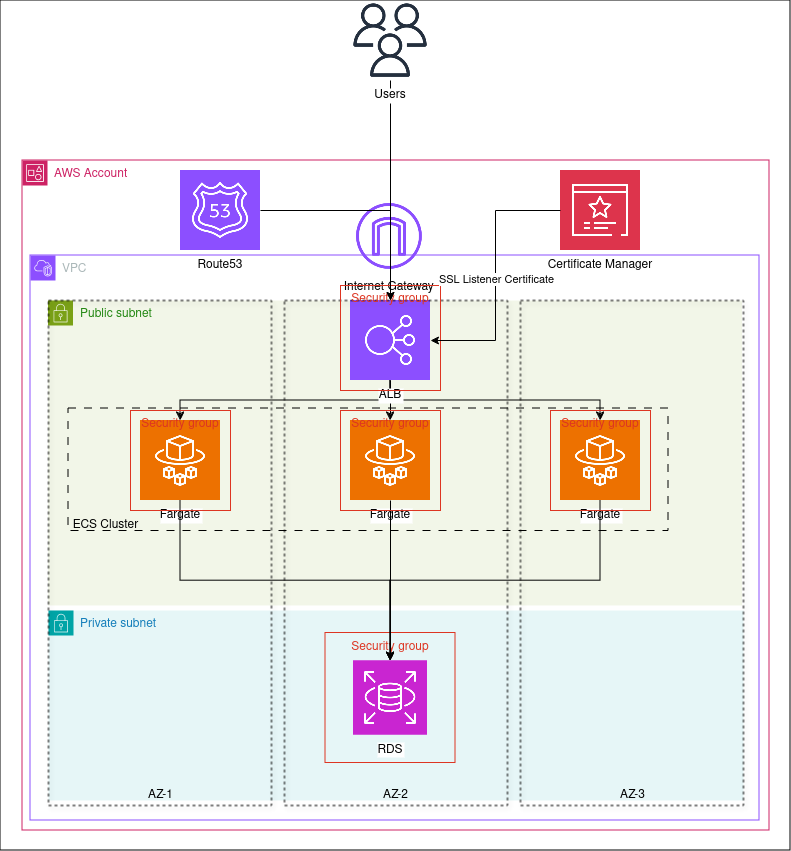 Users
AWS Account
53
Route53
Certificate Manager
VPC
Internet Gateway
SSL Listener Certificate
Security group
Public subnet
ALB
Security group
Security group
Security group
Fargate
Fargate
Fargate
ECS Cluster
Private subnet
Security group
RDS
AZ-1
AZ-2
AZ-3